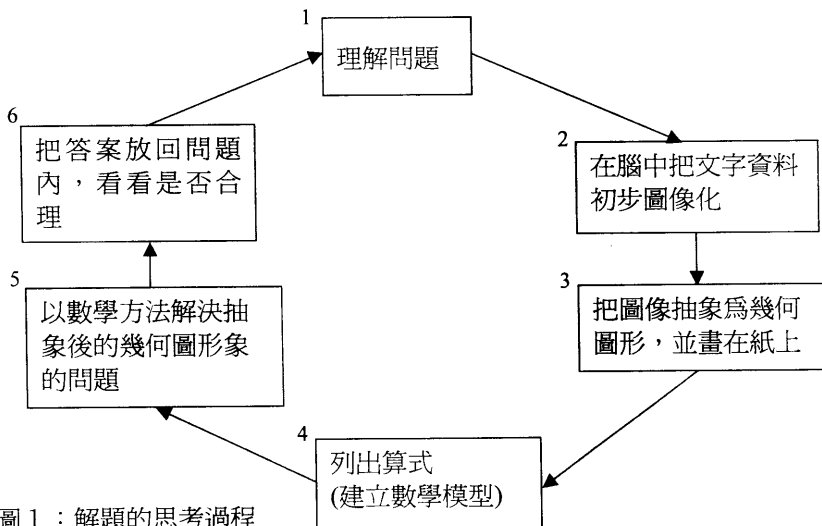 1
理解問題
2
在腦中把文字資料
初步圖像化
3
把圖像抽象爲幾何
圖形，並畫在紙上
4
列出算式
(建立數學模型)
5
以數學方法解決抽
象後的幾何圖形象
的問題
6
把答案放回問題
內，看看是否合
理
圖1：解題的思考過程